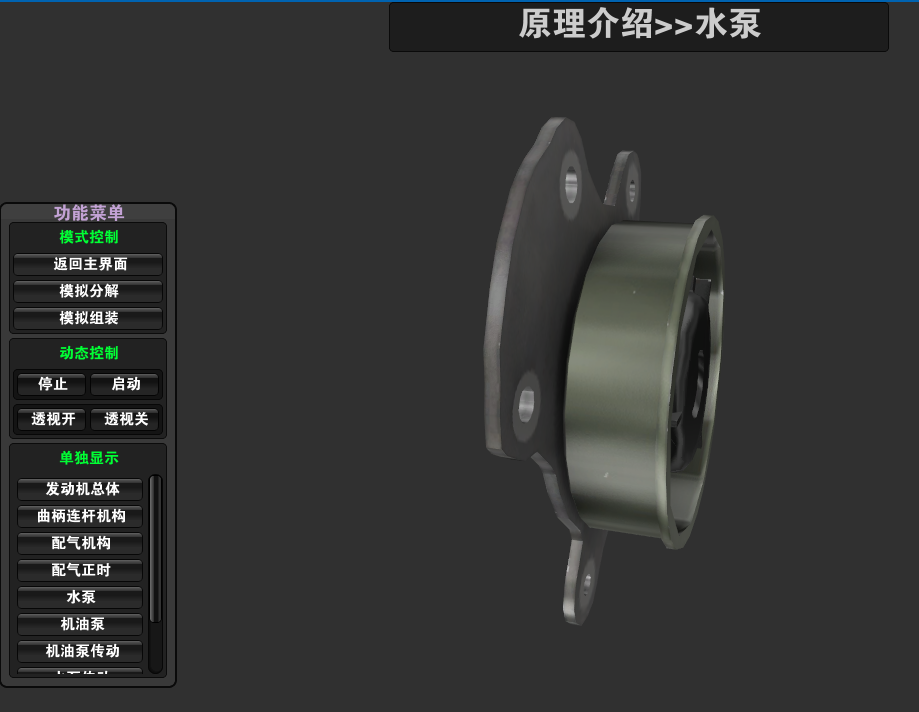 原理介绍>>水泵
功能菜单
模式控制
返回主界面
模拟分解
模拟组装
动态控制
停止 启动
透视开 透视关
单独显示
发动机总体
曲柄连杆机构
配气机构
配气正时
水泵
机油泵
机油泵传动